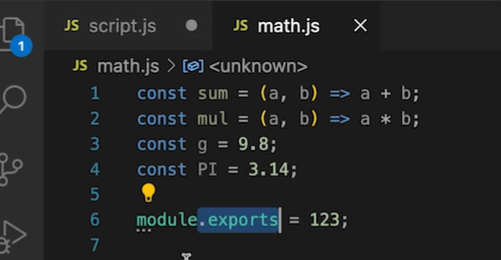 JS script.js JS math.js
JS math.js > <unknown>
1
1 const sum = (a, b) => a + b;
2 const mul = (a, b) => a * b;
3 const g = 9.8;
4 const PI = 3.14;
5
6 module.exports = 123;
7